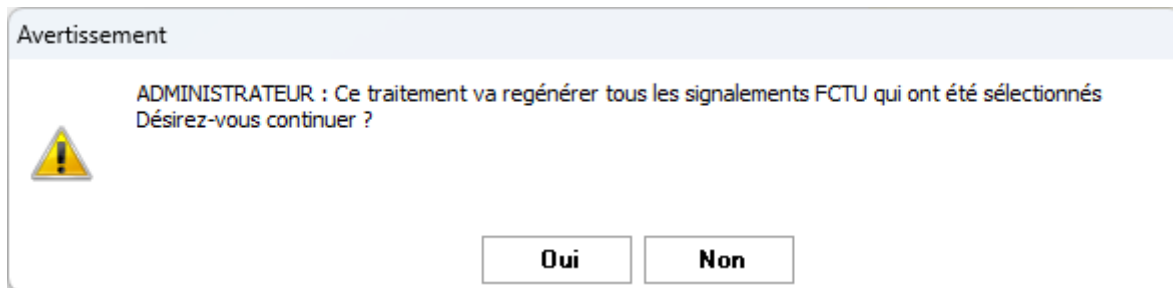 Avertissement
ADMINISTRATEUR : Ce traitement va regénérer tous les signalements FCTU qui ont été sélectionnés
Désirez-vous continuer ?
Oui
Non